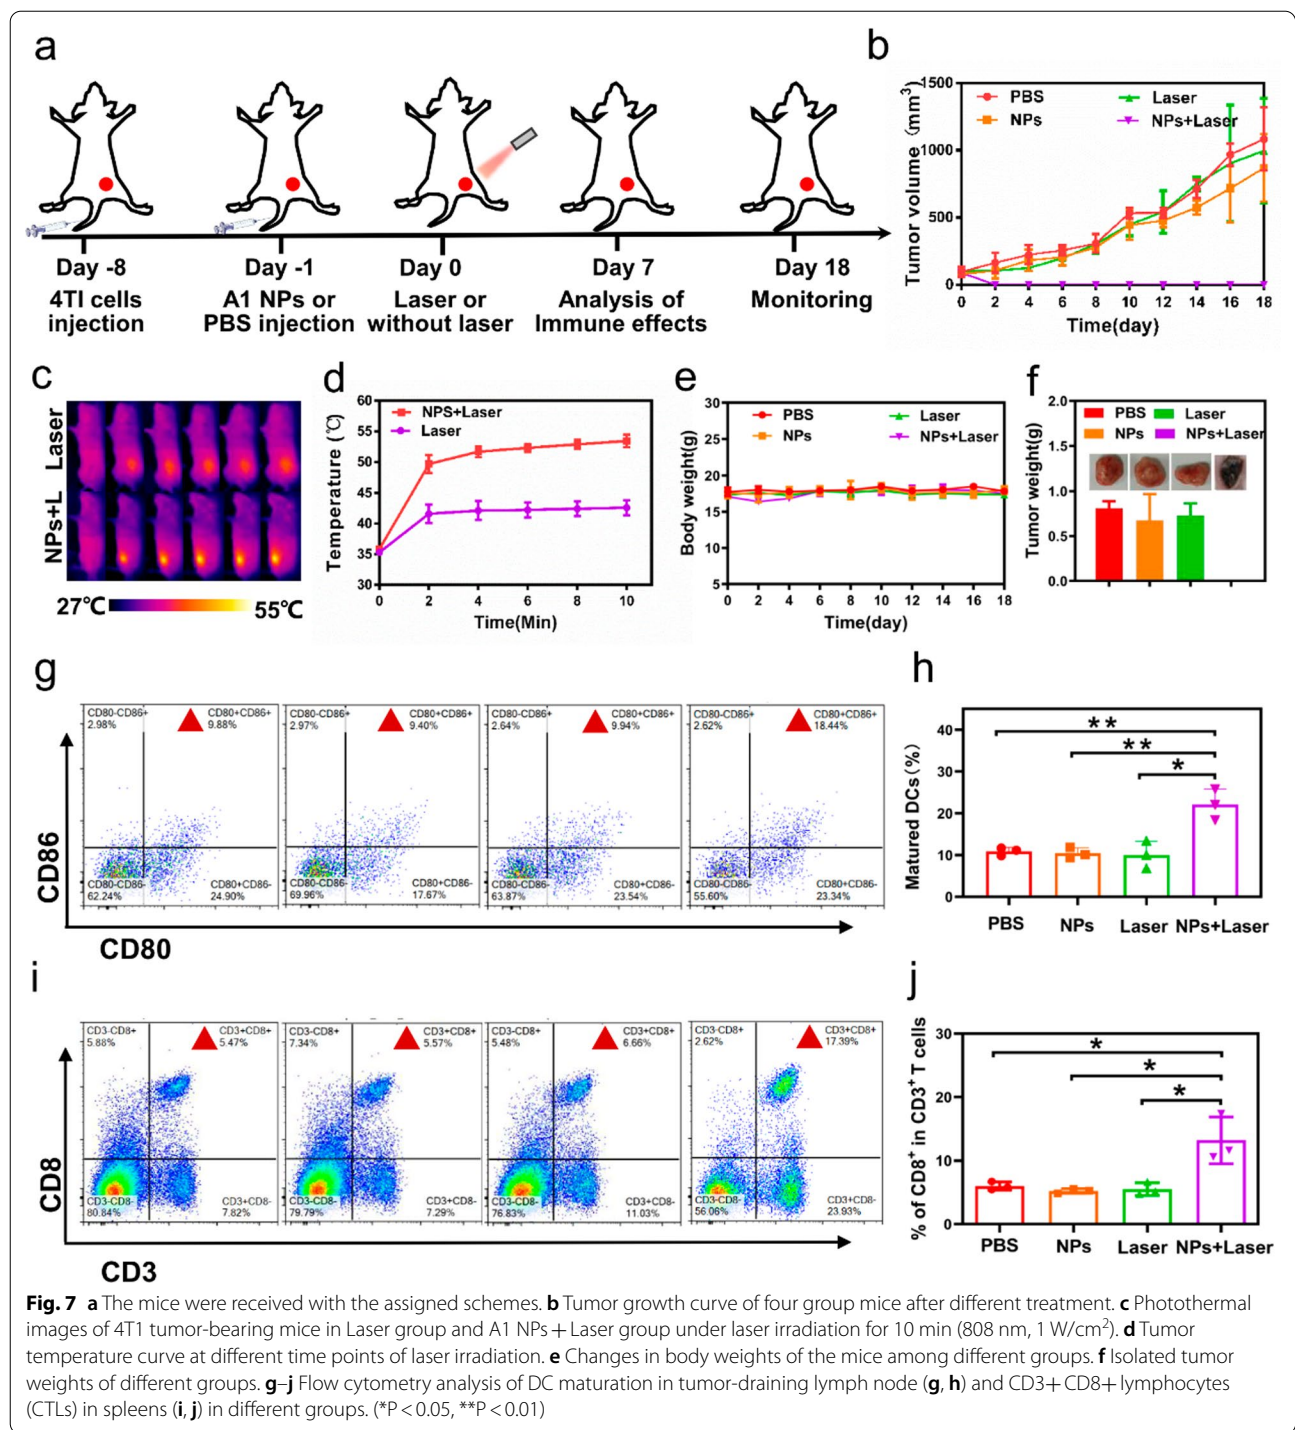 a
Day -8
4TI cells
injection
Day -1
A1 NPs or
PBS injection
Day 0
Laser or
without laser
Day 7
Analysis of
Immune effects
Day 18
Monitoring
b
Tumor volume (mm³)
1500
1000
500
0
PBS
NPs
Laser
NPs+Laser
0 2 4 6 8 10 12 14 16 18
Time(day)
c
Laser
NPs+L
27℃
55℃
d
Temperature (℃)
60
55
50
45
40
35
30
NPS+Laser
Laser
0 2 4 6 8 10
Time(Min)
e
Body weight(g)
30
25
20
15
10
5
PBS
NPs
Laser
NPs+Laser
0 2 4 6 8 10 12 14 16 18
Time(day)
f
Tumor weight(g)
2.0
1.5
1.0
0.5
0.0
PBS
NPs
Laser
NPs+Laser
g
CD86
CD80-CD86+
2.98%
CD80+CD86+
9.88%
CD80-CD86-
62.24%
CD80+CD86-
24.90%
CD80-CD86+
2.97%
CD80+CD86+
9.40%
CD80-CD86-
69.96%
CD80+CD86-
17.67%
CD80-CD86+
2.64%
CD80+CD86+
9.94%
CD80-CD86-
63.87%
CD80+CD86-
23.54%
CD80-CD86+
2.62%
CD80+CD86+
18.44%
CD80-CD86-
55.60%
CD80+CD86-
23.34%
CD80
h
Matured DCs(%)
40
30
20
10
0
**
**
*
PBS NPs Laser NPs+Laser
i
CD8
CD3-CD8+
5.88%
CD3+CD8+
5.47%
CD3-CD8-
80.84%
CD3+CD8-
7.82%
CD3-CD8+
7.34%
CD3+CD8+
5.57%
CD3-CD8-
79.79%
CD3+CD8-
7.29%
CD3-CD8+
5.48%
CD3+CD8+
6.66%
CD3-CD8-
76.83%
CD3+CD8-
11.03%
CD3-CD8+
2.62%
CD3+CD8+
17.39%
CD3-CD8-
56.06%
CD3+CD8-
23.93%
CD3
j
% of CD8⁺ in CD3⁺ T cells
30
20
10
0
*
*
*
PBS NPs Laser NPs+Laser
Fig. 7 a The mice were received with the assigned schemes. b Tumor growth curve of four group mice after different treatment. c Photothermal
images of 4T1 tumor-bearing mice in Laser group and A1 NPs + Laser group under laser irradiation for 10 min (808 nm, 1 W/cm²). d Tumor
temperature curve at different time points of laser irradiation. e Changes in body weights of the mice among different groups. f Isolated tumor
weights of different groups. g–j Flow cytometry analysis of DC maturation in tumor-draining lymph node (g, h) and CD3+ CD8+ lymphocytes
(CTLs) in spleens (i, j) in different groups. (*P < 0.05, **P < 0.01)